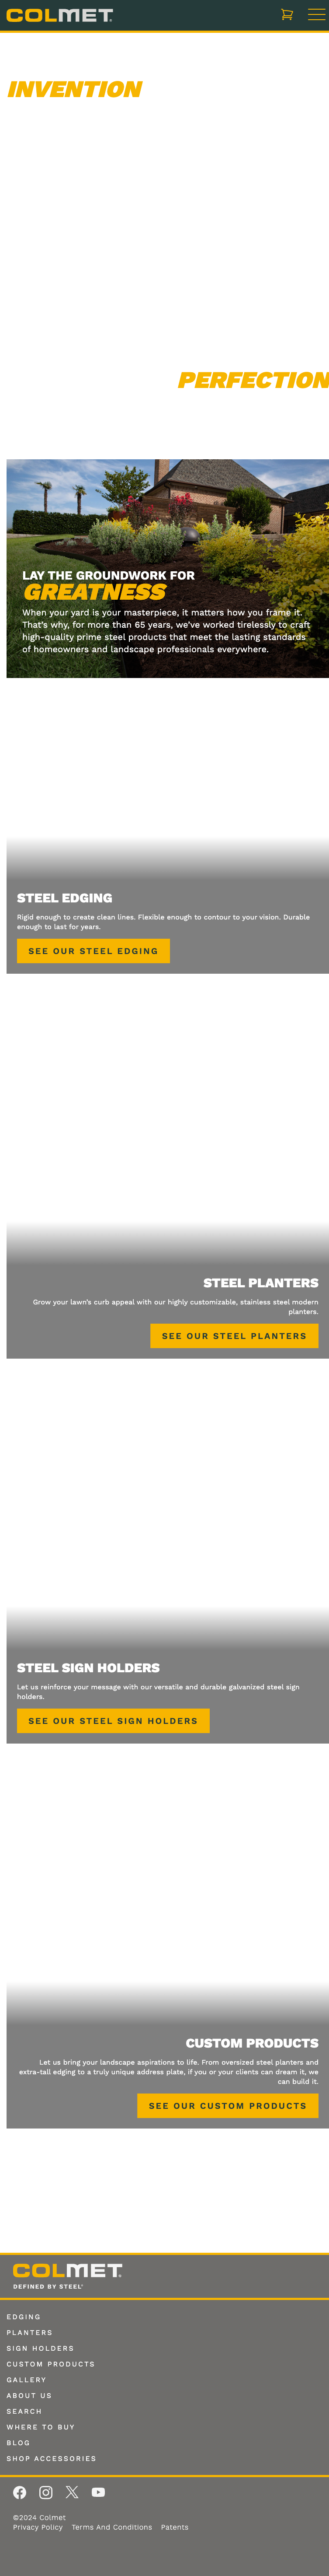 COLMET
INVENTION
PERFECTION
LAY THE GROUNDWORK FOR
GREATNESS
When your yard is your masterpiece, it matters how you frame it.
That's why, for more than 65 years, we've worked tirelessly to craft
high-quality prime steel products that meet the lasting standards
of homeowners and landscape professionals everywhere.
STEEL EDGING
Rigid enough to create clean lines. Flexible enough to contour to your vision. Durable
enough to last for years.
SEE OUR STEEL EDGING
STEEL PLANTERS
Grow your lawn's curb appeal with our highly customizable, stainless steel modern
planters.
SEE OUR STEEL PLANTERS
STEEL SIGN HOLDERS
Let us reinforce your message with our versatile and durable galvanized steel sign
holders.
SEE OUR STEEL SIGN HOLDERS
CUSTOM PRODUCTS
Let us bring your landscape aspirations to life. From oversized steel planters and
extra-tall edging to a truly unique address plate, if you or your clients can dream it, we
can build it.
SEE OUR CUSTOM PRODUCTS
COLMET
DEFINED BY STEEL
EDGING
PLANTERS
SIGN HOLDERS
CUSTOM PRODUCTS
GALLERY
ABOUT US
SEARCH
WHERE TO BUY
BLOG
SHOP ACCESSORIES
©2024 Colmet
Privacy Policy Terms And Conditions Patents